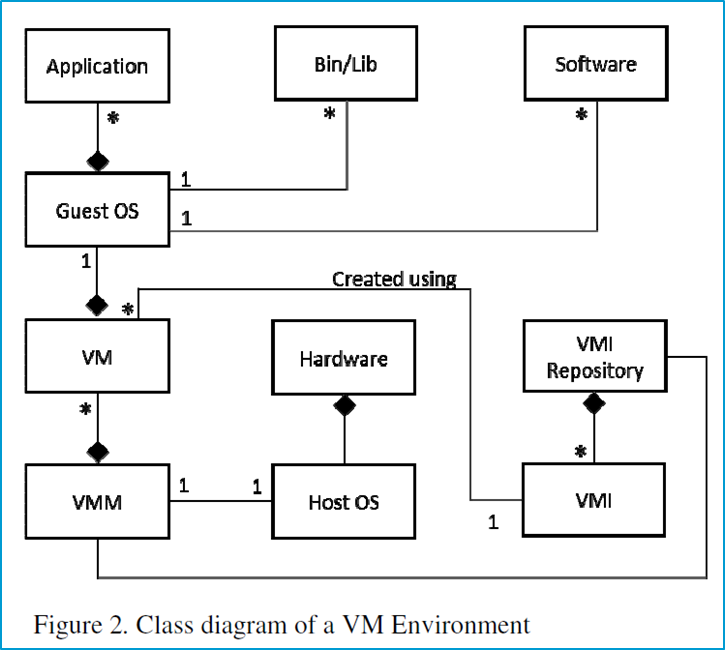 Application
Bin/Lib
Software
*
*
*
1
Guest OS
1
1
Created using
*
VM
Hardware
VMI
Repository
*
*
VMM
1
1
Host OS
VMI
1
Figure 2. Class diagram of a VM Environment